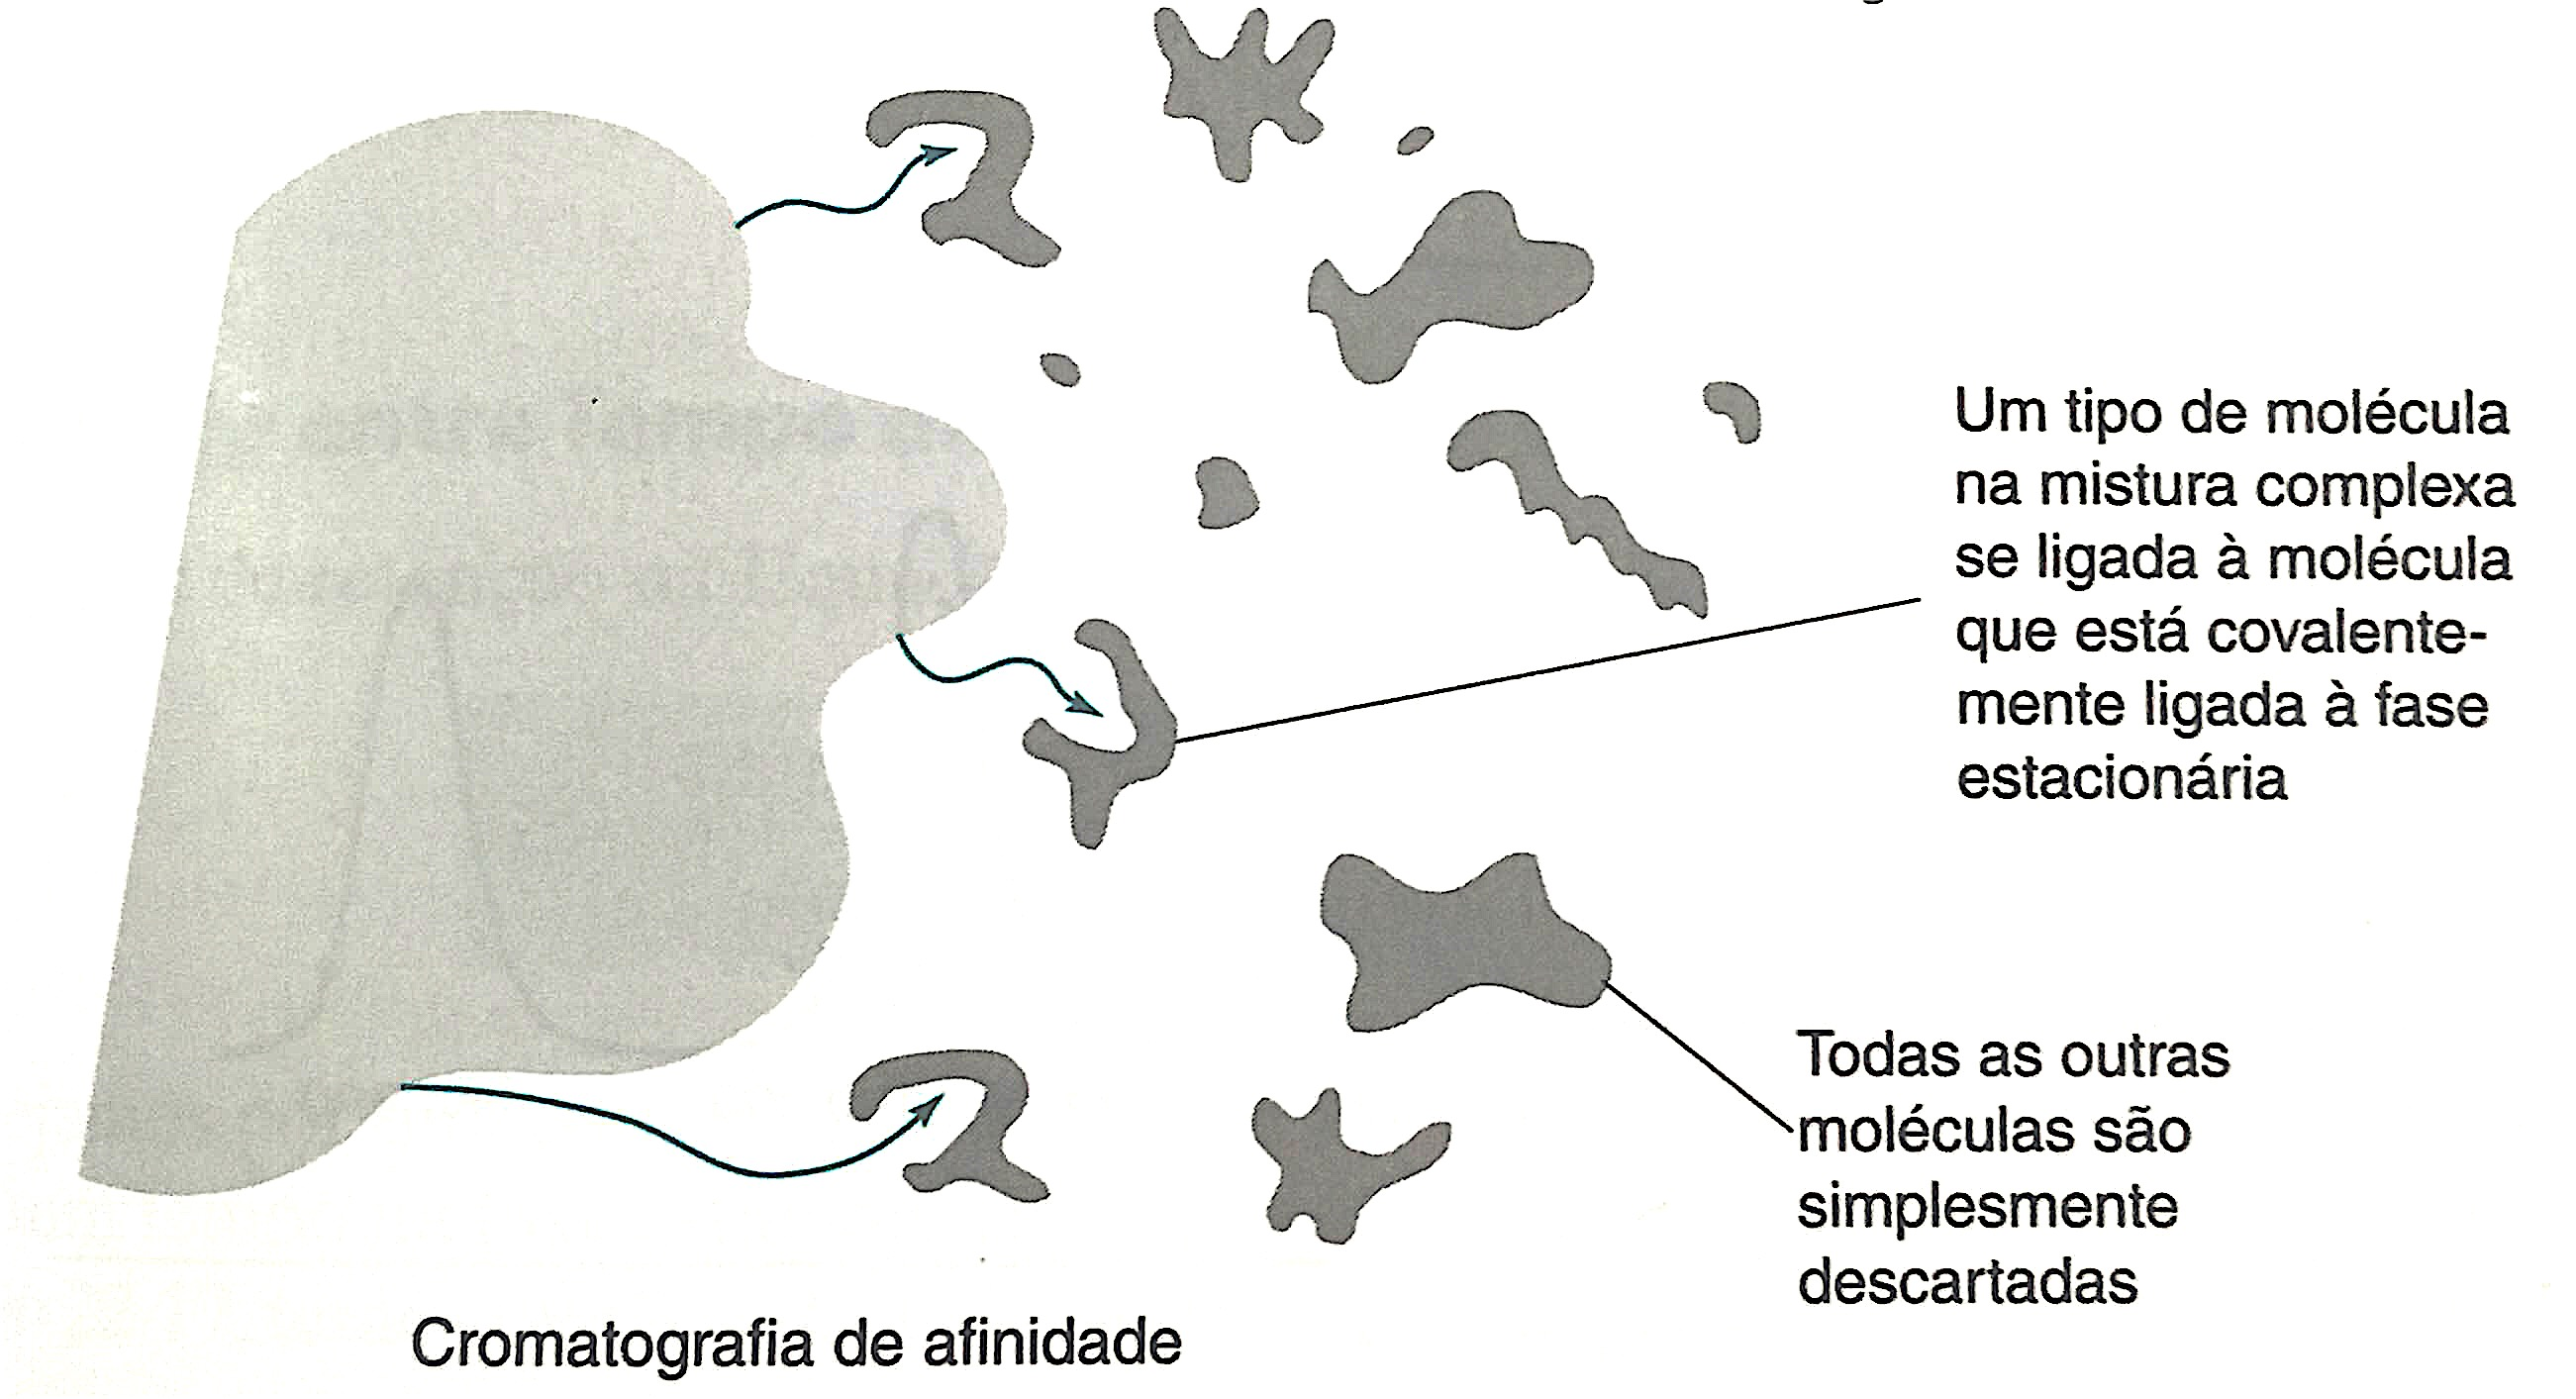 Um tipo de molécula
na mistura complexa
se ligada à molécula
que está covalente-
mente ligada à fase
estacionária
Todas as outras
moléculas são
simplesmente
descartadas
Cromatografia de afinidade